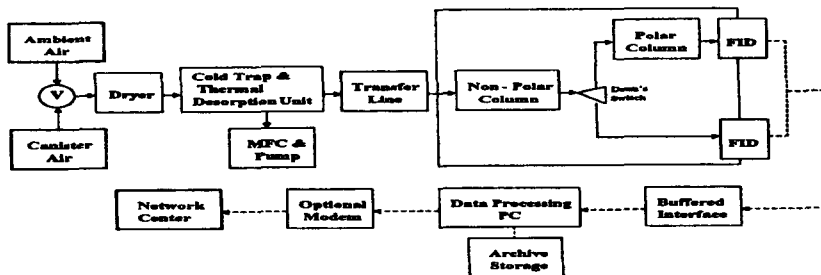 Ambient
Air
V
Canister
Air
Dryer
Cold Trap &
Thermal
Desorption Unit
MFC &
Pump
Transfer
Line
Non - Polar
Column
Dean's
Switch
Polar
Column
FID
FID
Network
Center
Optional
Modem
Data Processing
PC
Archive
Storage
Buffered
Interface